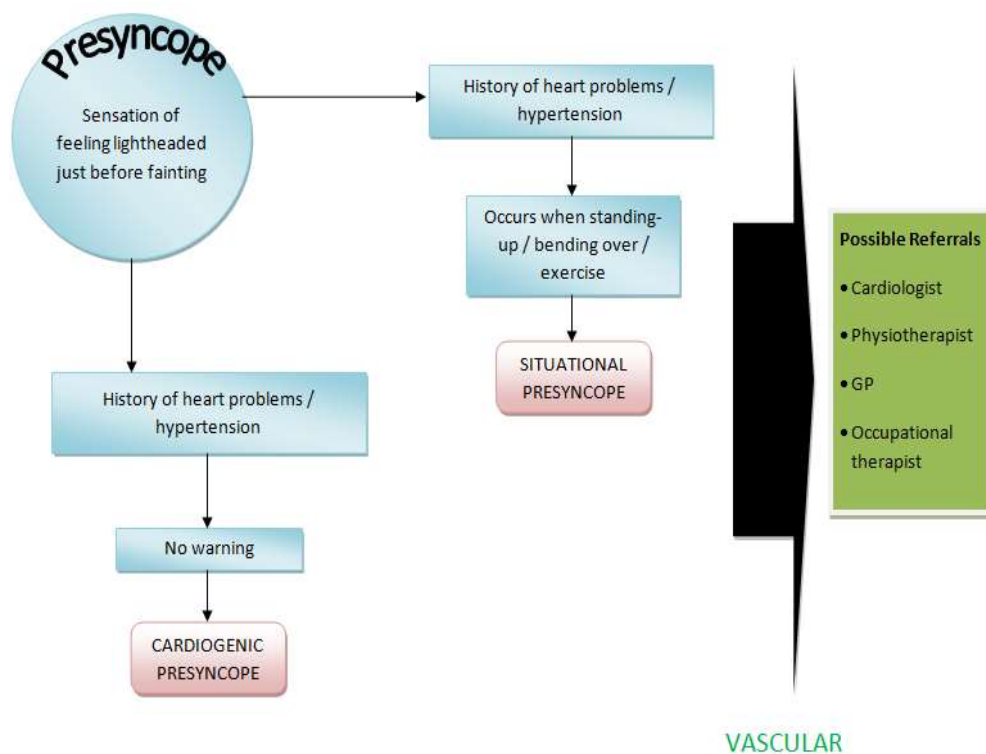 Presyncope
Sensation of
feeling lightheaded
just before fainting
History of heart problems /
hypertension
Occurs when standing-
up / bending over /
exercise
SITUATIONAL
PRESYNCOPE
History of heart problems /
hypertension
No warning
CARDIOGENIC
PRESYNCOPE
Possible Referrals
• Cardiologist
• Physiotherapist
• GP
• Occupational
therapist
VASCULAR